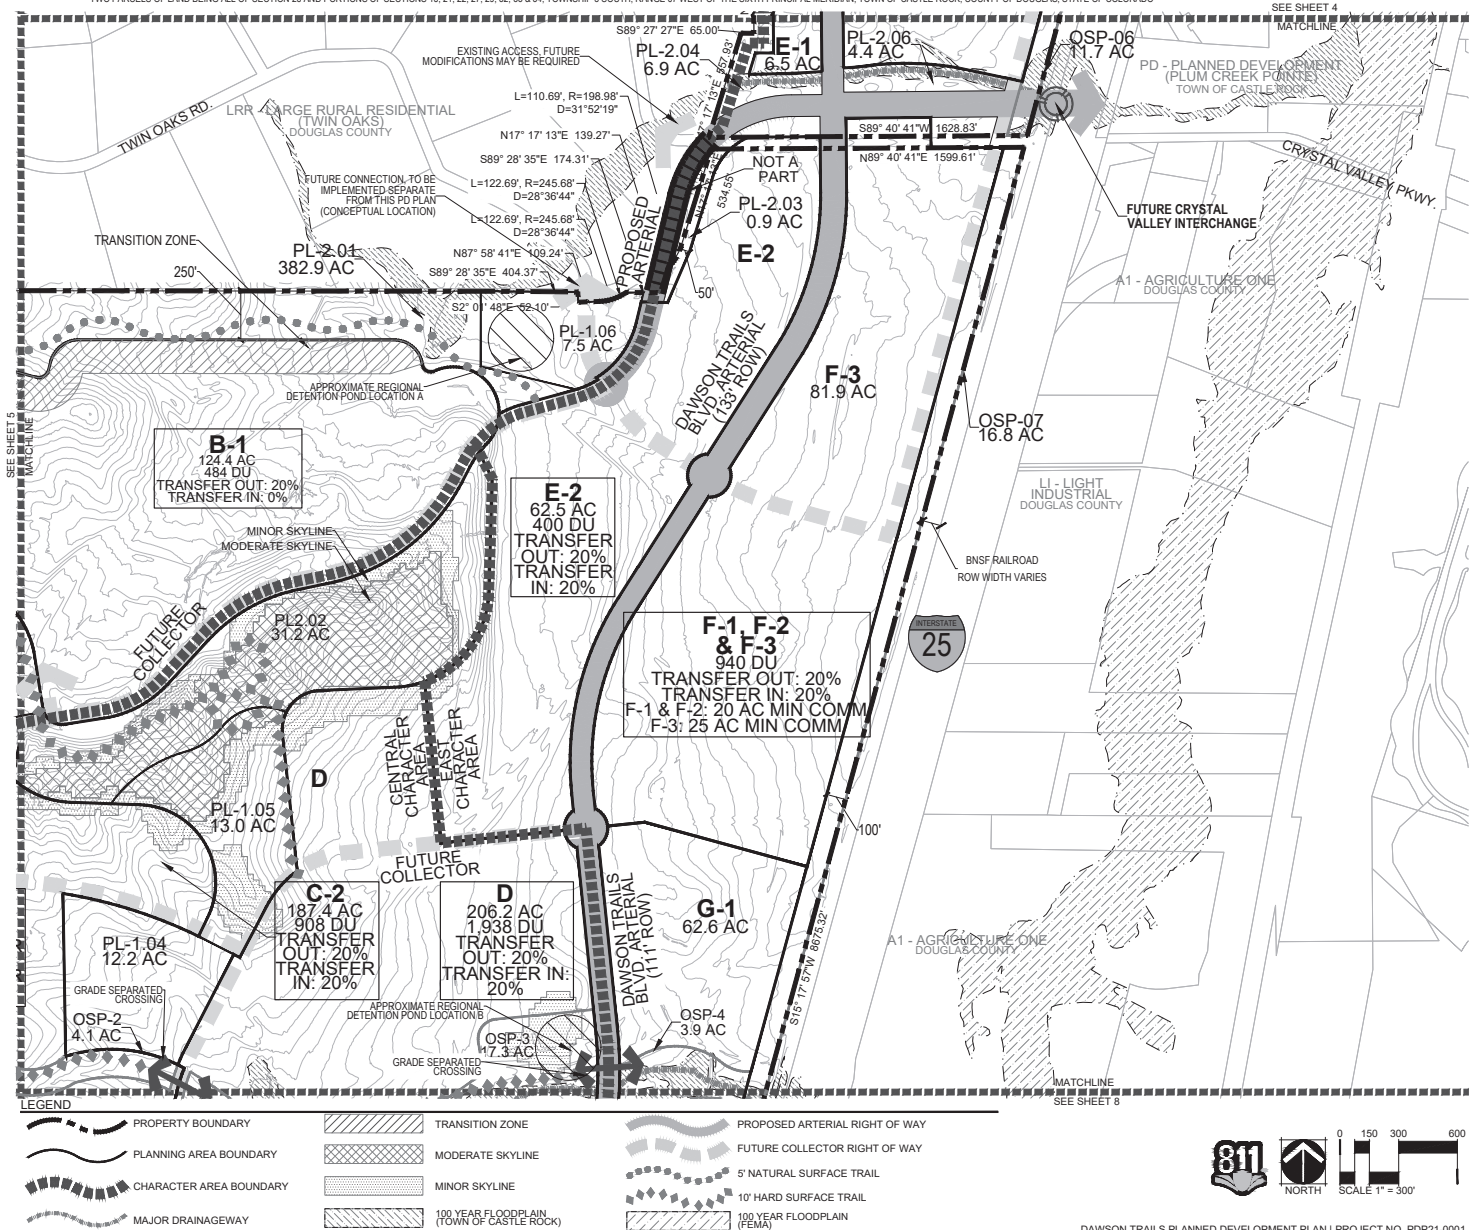 SEE SHEET 4
MATCHLINE
S89° 27' 27"E 65.00'
EXISTING ACCESS, FUTURE
MODIFICATIONS MAY BE REQUIRED
PL-2.04
6.9 AC
E-1
6.5 AC
PL-2.06
4.4 AC
OSP-06
11.7 AC
PD - PLANNED DEVELOPMENT
(PLUM CREEK POINTE)
TOWN OF CASTLE ROCK
TWIN OAKS RD.
LRR - LARGE RURAL RESIDENTIAL
(TWIN OAKS)
DOUGLAS COUNTY
L=110.69', R=198.98'
D=31°52'19"
N17° 17' 13"E 139.27'
S89° 28' 35"E 174.31'
L=122.69', R=245.68'
D=28°36'44"
L=122.69', R=245.68'
D=28°36'44"
N87° 58' 41"E 109.24'
S89° 28' 35"E 404.37'
S2° 01' 48"E 52.10'
FUTURE CONNECTION, TO BE
IMPLEMENTED SEPARATE
FROM THIS PD PLAN
(CONCEPTUAL LOCATION)
S89° 40' 41"W 1628.83'
N89° 40' 41"E 1599.61'
NOT A
PART
534.55'
PROPOSED
ARTERIAL
PL-2.03
0.9 AC
E-2
50'
CRYSTAL VALLEY PKWY.
FUTURE CRYSTAL
VALLEY INTERCHANGE
A1 - AGRICULTURE ONE
DOUGLAS COUNTY
TRANSITION ZONE
250'
PL-2.01
382.9 AC
PL-1.06
7.5 AC
APPROXIMATE REGIONAL
DETENTION POND LOCATION A
DAWSON TRAILS
BLVD. ARTERIAL
(133' ROW)
F-3
81.9 AC
OSP-07
16.8 AC
SEE SHEET 5
MATCHLINE
B-1
124.4 AC
484 DU
TRANSFER OUT: 20%
TRANSFER IN: 0%
MINOR SKYLINE
MODERATE SKYLINE
E-2
62.5 AC
400 DU
TRANSFER
OUT: 20%
TRANSFER
IN: 20%
LI - LIGHT
INDUSTRIAL
DOUGLAS COUNTY
BNSF RAILROAD
ROW WIDTH VARIES
FUTURE
COLLECTOR
PL2.02
31.2 AC
F-1, F-2
& F-3
940 DU
TRANSFER OUT: 20%
TRANSFER IN: 20%
F-1 & F-2: 20 AC MIN COMM
F-3: 25 AC MIN COMM
INTERSTATE
25
CENTRAL
CHARACTER
AREA
EAST
CHARACTER
AREA
D
PL-1.05
13.0 AC
100'
FUTURE
COLLECTOR
C-2
187.4 AC
908 DU
TRANSFER
OUT: 20%
TRANSFER
IN: 20%
D
206.2 AC
1,938 DU
TRANSFER
OUT: 20%
TRANSFER IN:
20%
DAWSON TRAILS
BLVD. ARTERIAL
(111' ROW)
G-1
62.6 AC
S15° 17' 57"W 8675.32'
A1 - AGRICULTURE ONE
DOUGLAS COUNTY
PL-1.04
12.2 AC
GRADE SEPARATED
CROSSING
OSP-2
4.1 AC
APPROXIMATE REGIONAL
DETENTION POND LOCATION B
OSP-3
17.3 AC
GRADE SEPARATED
CROSSING
OSP-4
3.9 AC
MATCHLINE
SEE SHEET 8
LEGEND
PROPERTY BOUNDARY
PLANNING AREA BOUNDARY
CHARACTER AREA BOUNDARY
MAJOR DRAINAGEWAY
TRANSITION ZONE
MODERATE SKYLINE
MINOR SKYLINE
100 YEAR FLOODPLAIN
(TOWN OF CASTLE ROCK)
PROPOSED ARTERIAL RIGHT OF WAY
FUTURE COLLECTOR RIGHT OF WAY
5' NATURAL SURFACE TRAIL
10' HARD SURFACE TRAIL
100 YEAR FLOODPLAIN
(FEMA)
811
NORTH
0 150 300 600
SCALE 1" = 300'